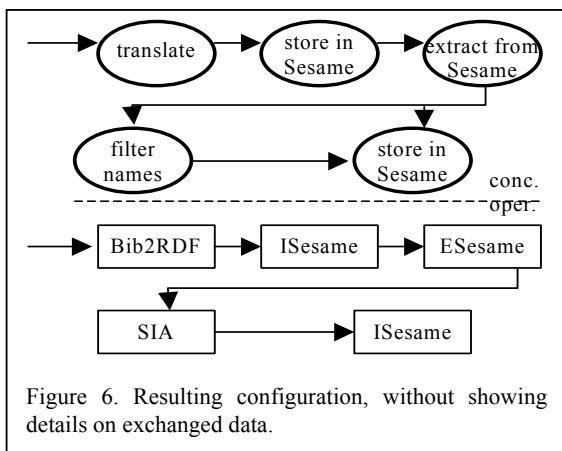 translate
store in
Sesame
extract from
Sesame
filter
names
store in
Sesame
conc.
oper.
Bib2RDF
ISesame
ESesame
SIA
ISesame
Figure 6. Resulting configuration, without showing
details on exchanged data.